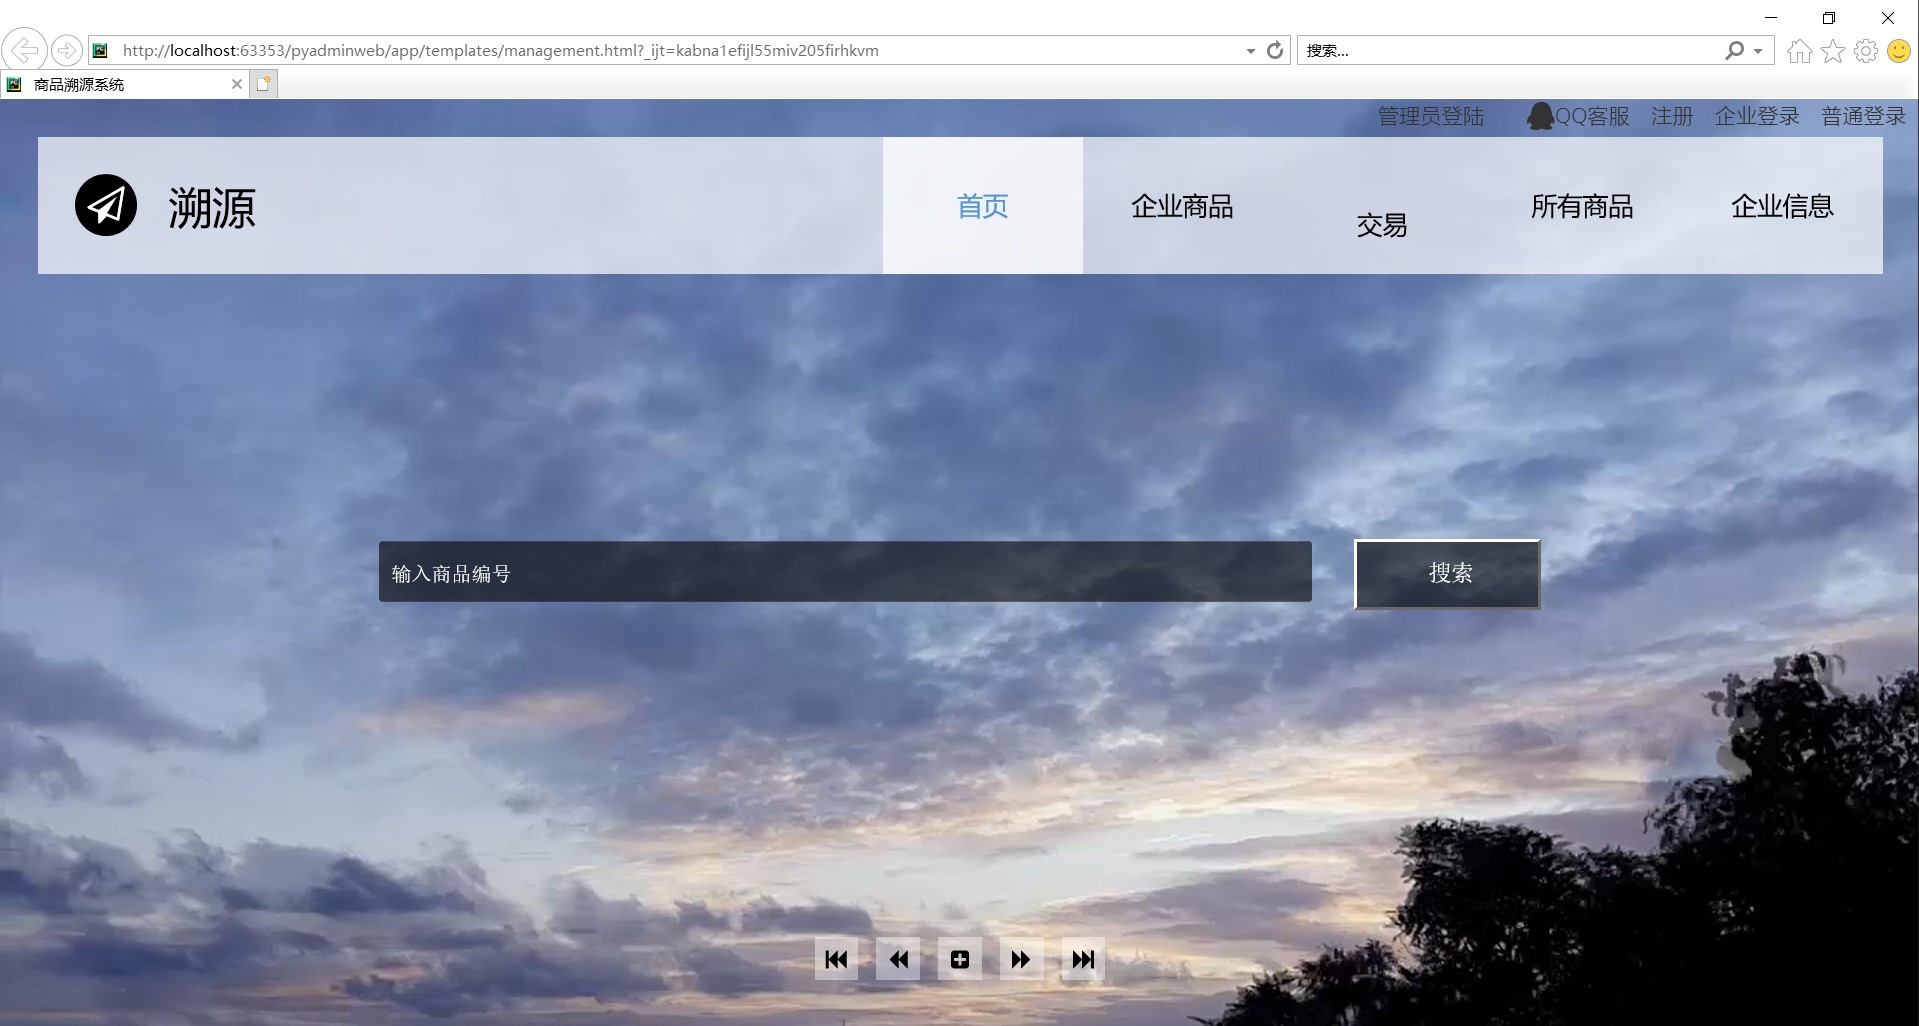 http://localhost:63353/pyadminweb/app/templates/management.html?_ijt=kabna1efijl55miv205firhkvm
搜索...
商品溯源系统
管理员登陆 QQ客服 注册 企业登录 普通登录
溯源
首页 企业商品 交易 所有商品 企业信息
输入商品编号 搜索